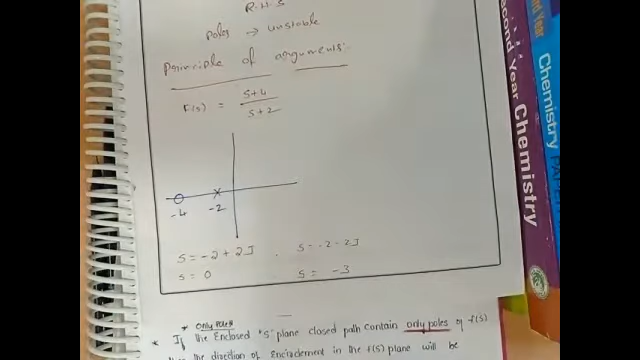 R.H.S
Poles → unstable
Principle of arguments:
F(s) = s+4
s+2
-4 -2
S = -2+2J . S = -2-2J
S = 0 S = -3
* Only Poles
* If the Enclosed "S" plane closed path contain only poles of f(s)
the direction of Encirclement in the f(s) plane will be
Second Year Chemistry
Chemistry
Year